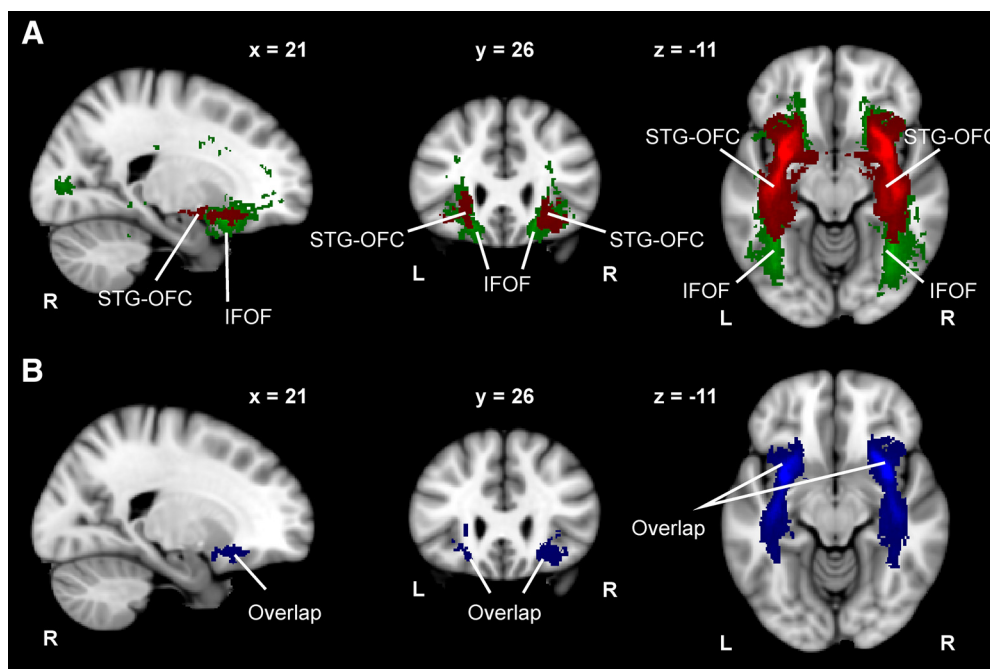 A
x = 21
y = 26
z = -11
STG-OFC
STG-OFC
STG-OFC
STG-OFC
STG-OFC
IFOF
IFOF
IFOF
IFOF
R
L
R
L
R
B
x = 21
y = 26
z = -11
Overlap
Overlap
Overlap
R
L
R
L
R